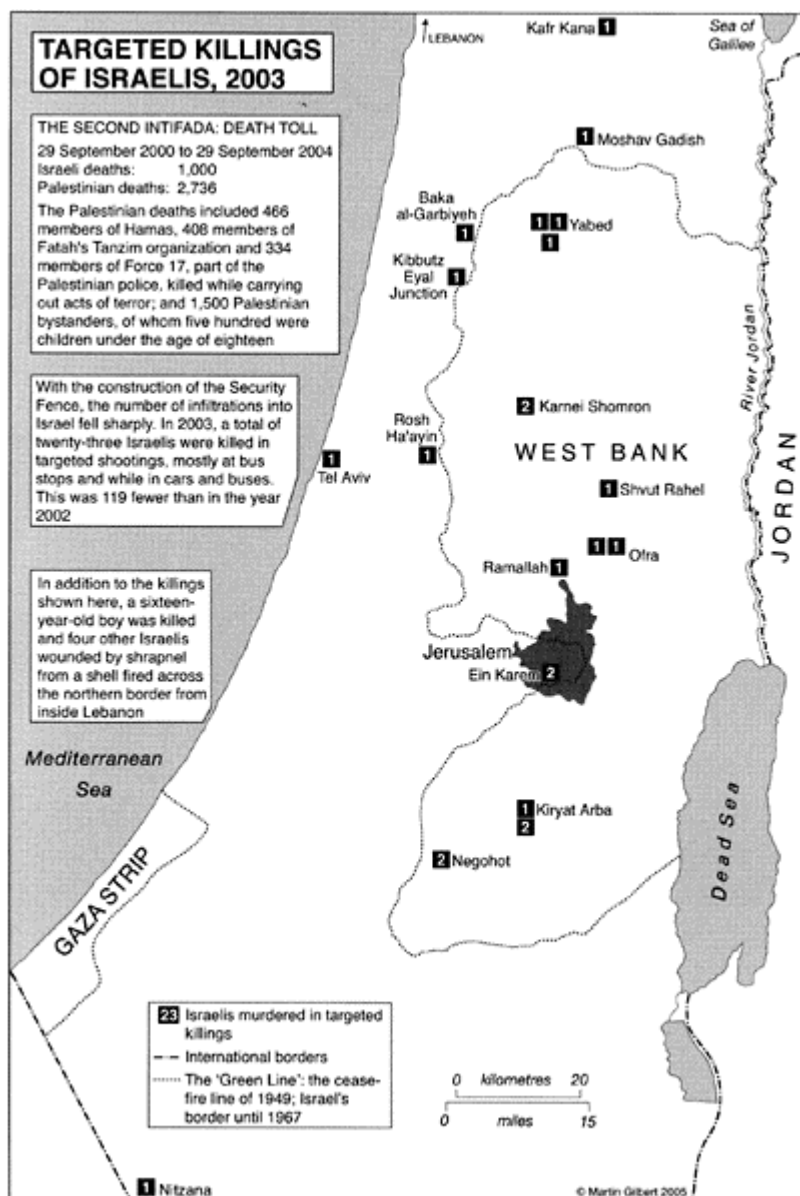 TARGETED KILLINGS
OF ISRAELIS, 2003
THE SECOND INTIFADA: DEATH TOLL
29 September 2000 to 29 September 2004
Israeli deaths: 1,000
Palestinian deaths: 2,736
The Palestinian deaths included 466
members of Hamas, 408 members of
Fatah's Tanzim organization and 334
members of Force 17, part of the
Palestinian police, killed while carrying
out acts of terror; and 1,500 Palestinian
bystanders, of whom five hundred were
children under the age of eighteen
With the construction of the Security
Fence, the number of infiltrations into
Israel fell sharply. In 2003, a total of
twenty-three Israelis were killed in
targeted shootings, mostly at bus
stops and while in cars and buses.
This was 119 fewer than in the year
2002
In addition to the killings
shown here, a sixteen-
year-old boy was killed
and four other Israelis
wounded by shrapnel
from a shell fired across
the northern border from
inside Lebanon
LEBANON
Kafr Kana 1
Sea of
Galilee
1 Moshav Gadish
Baka
al-Garbiyeh
1
1 1 Yabed
1
Kibbutz
Eyal
Junction
1
River Jordan
JORDAN
2 Karnei Shomron
Rosh
Ha'ayin
1
WEST BANK
1
Tel Aviv
1 Shvut Rahel
1 1 Ofra
Ramallah 1
Jerusalem
Ein Karem 2
Mediterranean
Sea
GAZA STRIP
1 Kiryat Arba
2
2 Negohot
Dead Sea
23 Israelis murdered in targeted
killings
International borders
The 'Green Line': the cease-
fire line of 1949; Israel's
border until 1967
0 kilometres 20
0 miles 15
1 Nitzana
© Martin Gilbert 2005